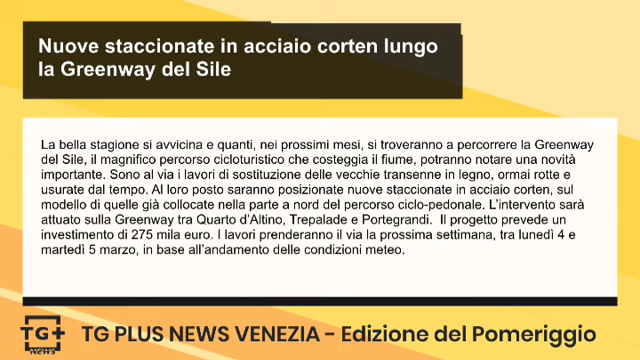 Nuove staccionate in acciaio corten lungo
la Greenway del Sile
La bella stagione si avvicina e quanti, nei prossimi mesi, si troveranno a percorrere la Greenway
del Sile, il magnifico percorso cicloturistico che costeggia il fiume, potranno notare una novità
importante. Sono al via i lavori di sostituzione delle vecchie transenne in legno, ormai rotte e
usurate dal tempo. Al loro posto saranno posizionate nuove staccionate in acciaio corten, sul
modello di quelle già collocate nella parte a nord del percorso ciclo-pedonale. L'intervento sarà
attuato sulla Greenway tra Quarto d'Altino, Trepalade e Portegrandi. Il progetto prevede un
investimento di 275 mila euro. I lavori prenderanno il via la prossima settimana, tra lunedì 4 e
martedì 5 marzo, in base all'andamento delle condizioni meteo.
TG+
NEWS
TG PLUS NEWS VENEZIA - Edizione del Pomeriggio